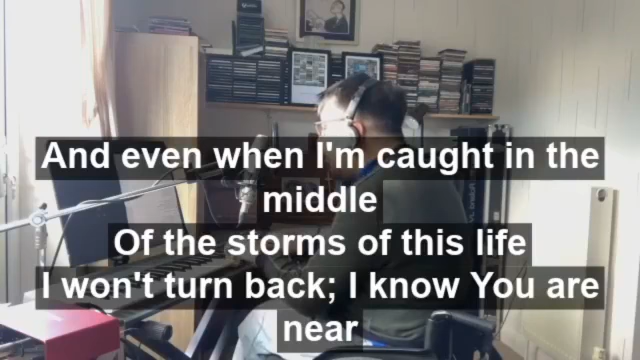 And even when I'm caught in the
middle
Of the storms of this life
I won't turn back; I know You are
near